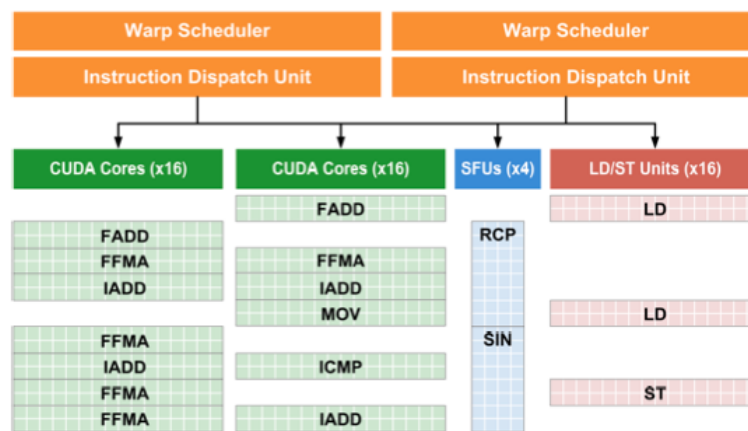 Warp Scheduler Warp Scheduler
Instruction Dispatch Unit Instruction Dispatch Unit
CUDA Cores (x16) CUDA Cores (x16) SFUs (x4) LD/ST Units (x16)
FADD LD
FADD RCP
FFMA FFMA
IADD IADD
MOV LD
FFMA SIN
IADD ICMP
FFMA ST
FFMA IADD